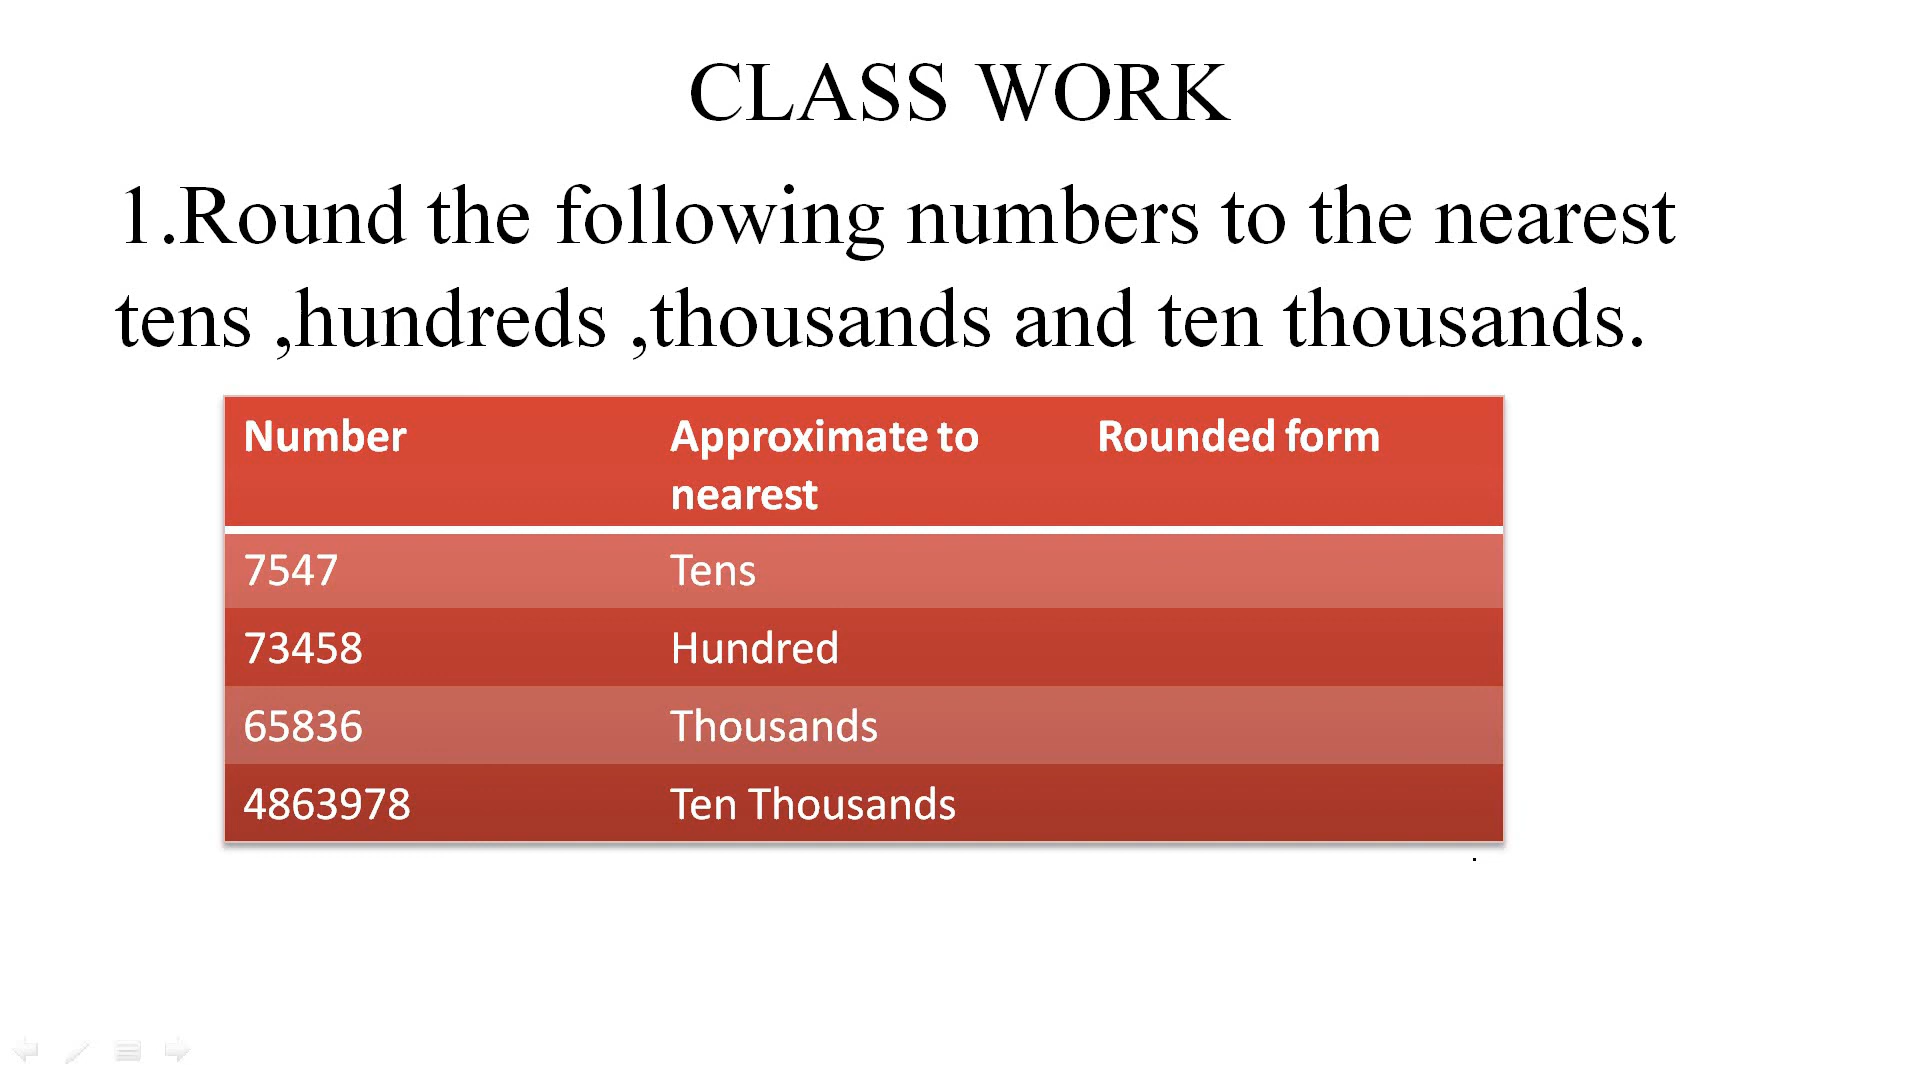 CLASS WORK
1.Round the following numbers to the nearest
tens ,hundreds ,thousands and ten thousands.
Number Approximate to nearest Rounded form
7547 Tens
73458 Hundred
65836 Thousands
4863978 Ten Thousands
.